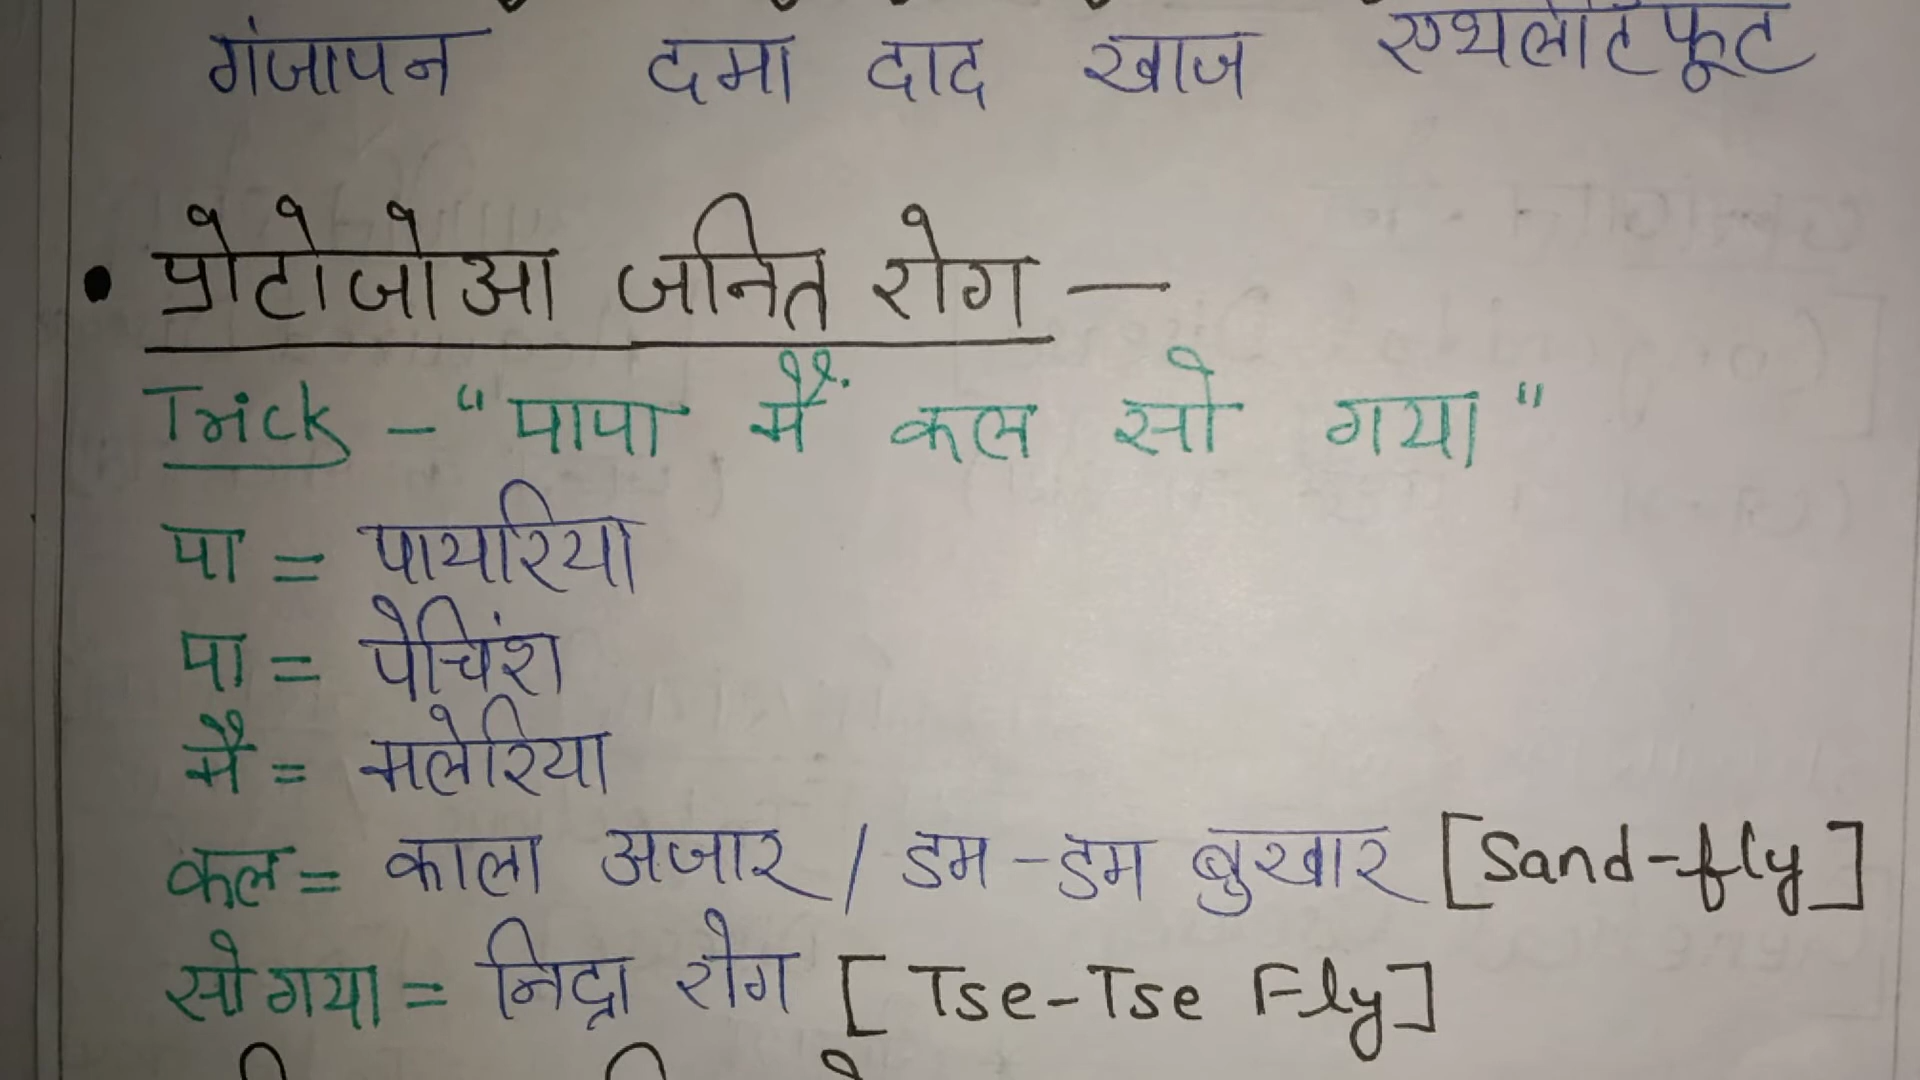 गंजापन दमा दाद खाज एथलीटफूट
• प्रोटोजोआ जनित रोग —
Trick - "पापा मैं कल सो गया"
पा = पायरिया
पा = पेचिंश
मै = मलेरिया
कल = काला अजार / डम-डम बुखार [Sand-fly]
सो गया = निद्रा रोग [Tse-Tse Fly]